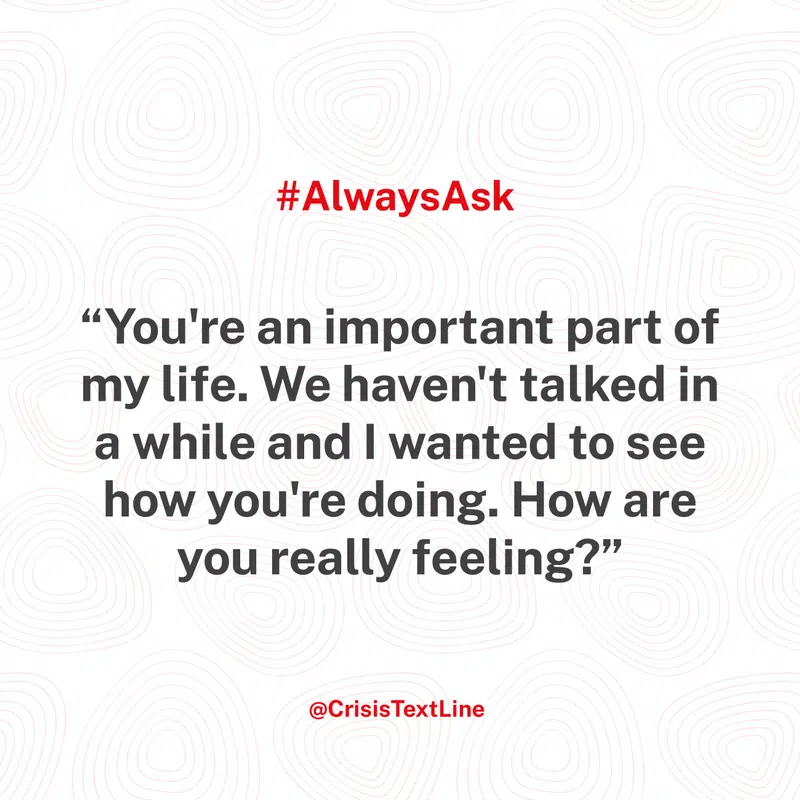 #AlwaysAsk
“You're an important part of
my life. We haven't talked in
a while and I wanted to see
how you're doing. How are
you really feeling?”
@CrisisTextLine